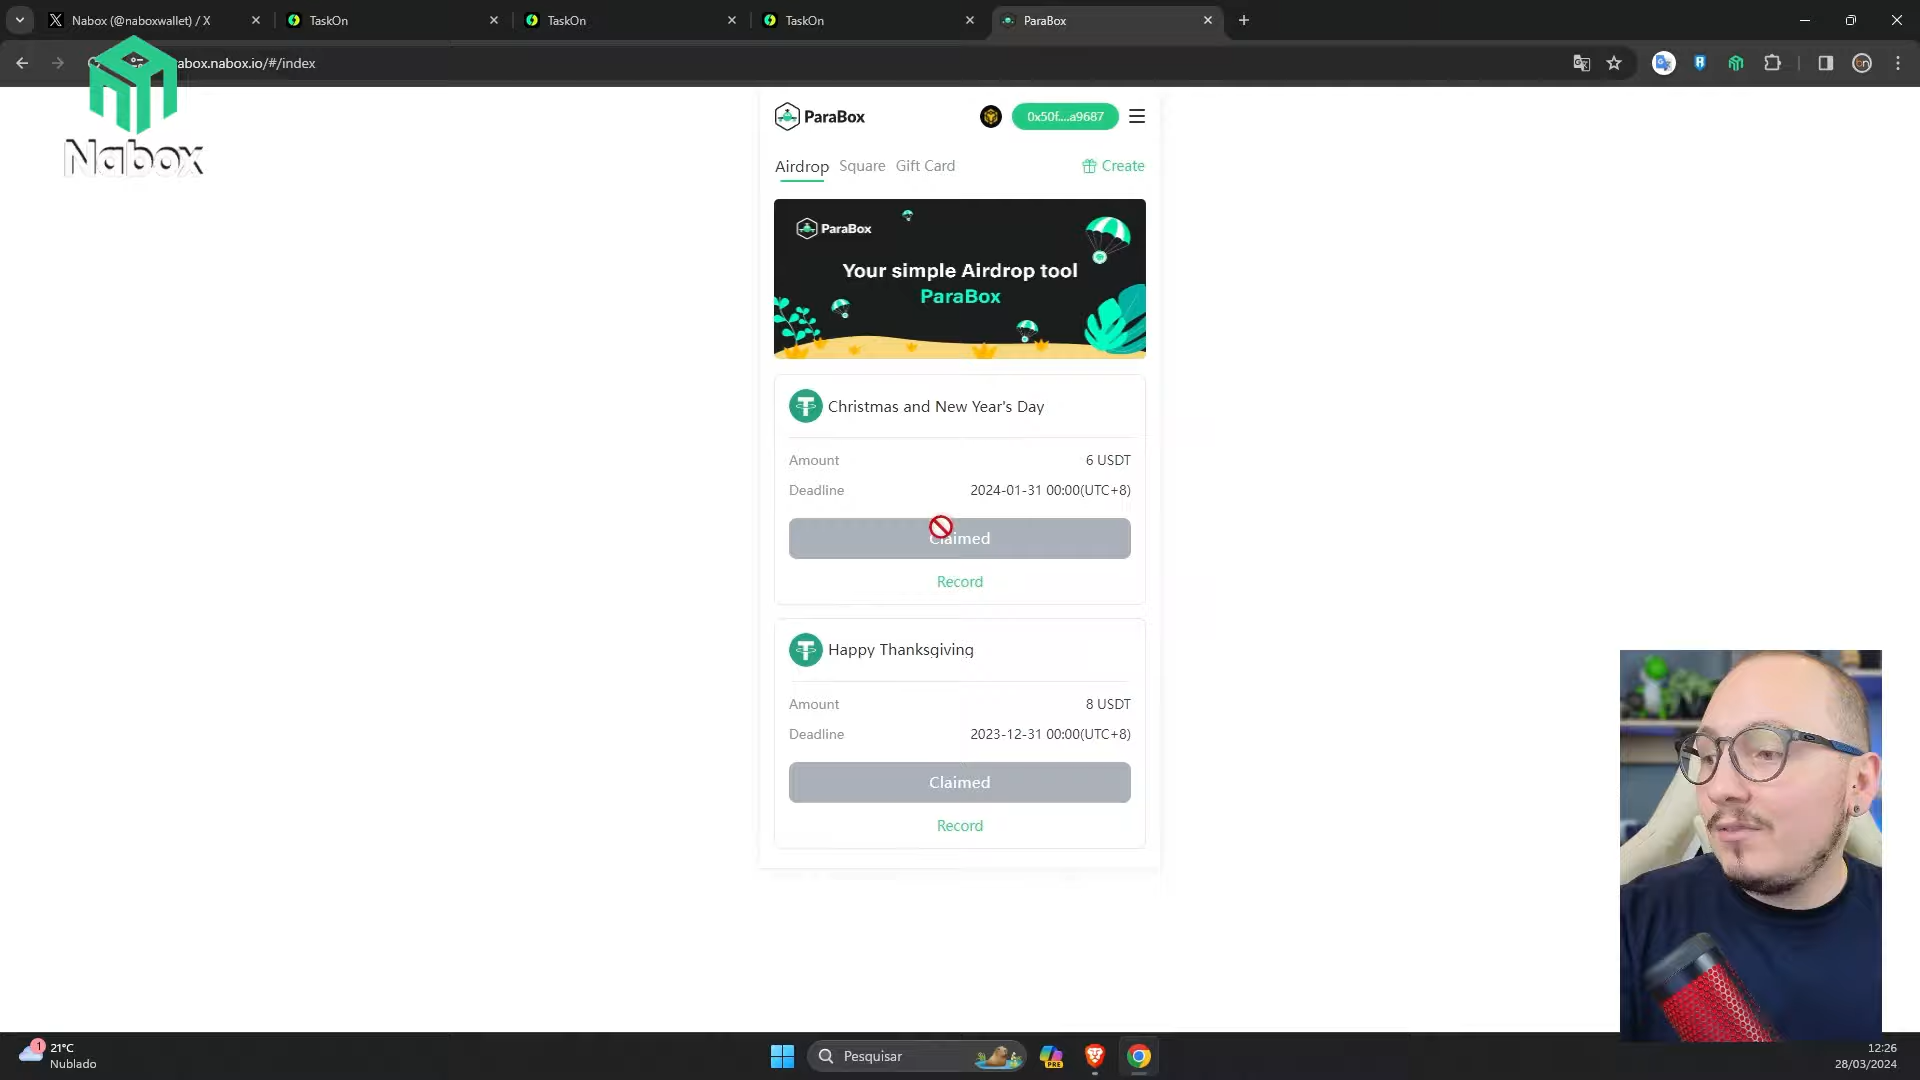 Nabox (@naboxwallet) / X
TaskOn
TaskOn
TaskOn
ParaBox
abox.nabox.io/#/index
Nabox
ParaBox
0x50f....a9687
Airdrop
Square
Gift Card
Create
ParaBox
Your simple Airdrop tool
ParaBox
Christmas and New Year's Day
Amount
6 USDT
Deadline
2024-01-31 00:00(UTC+8)
Claimed
Record
Happy Thanksgiving
Amount
8 USDT
Deadline
2023-12-31 00:00(UTC+8)
Claimed
Record
1
21°C
Nublado
Pesquisar
PRE
12:26
28/03/2024